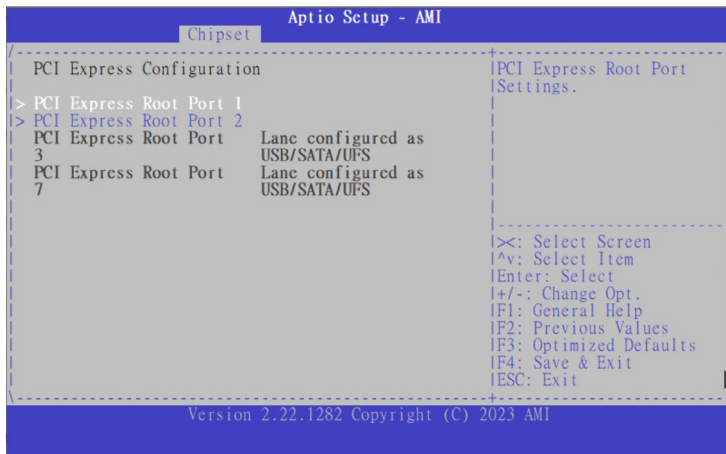 Aptio Setup - AMI
Chipset
PCI Express Configuration
PCI Express Root Port Settings.
> PCI Express Root Port 1
> PCI Express Root Port 2
PCI Express Root Port 3 Lane configured as USB/SATA/UFS
PCI Express Root Port 7 Lane configured as USB/SATA/UFS
><: Select Screen
^v: Select Item
Enter: Select
+/-: Change Opt.
F1: General Help
F2: Previous Values
F3: Optimized Defaults
F4: Save & Exit
ESC: Exit
Version 2.22.1282 Copyright (C) 2023 AMI